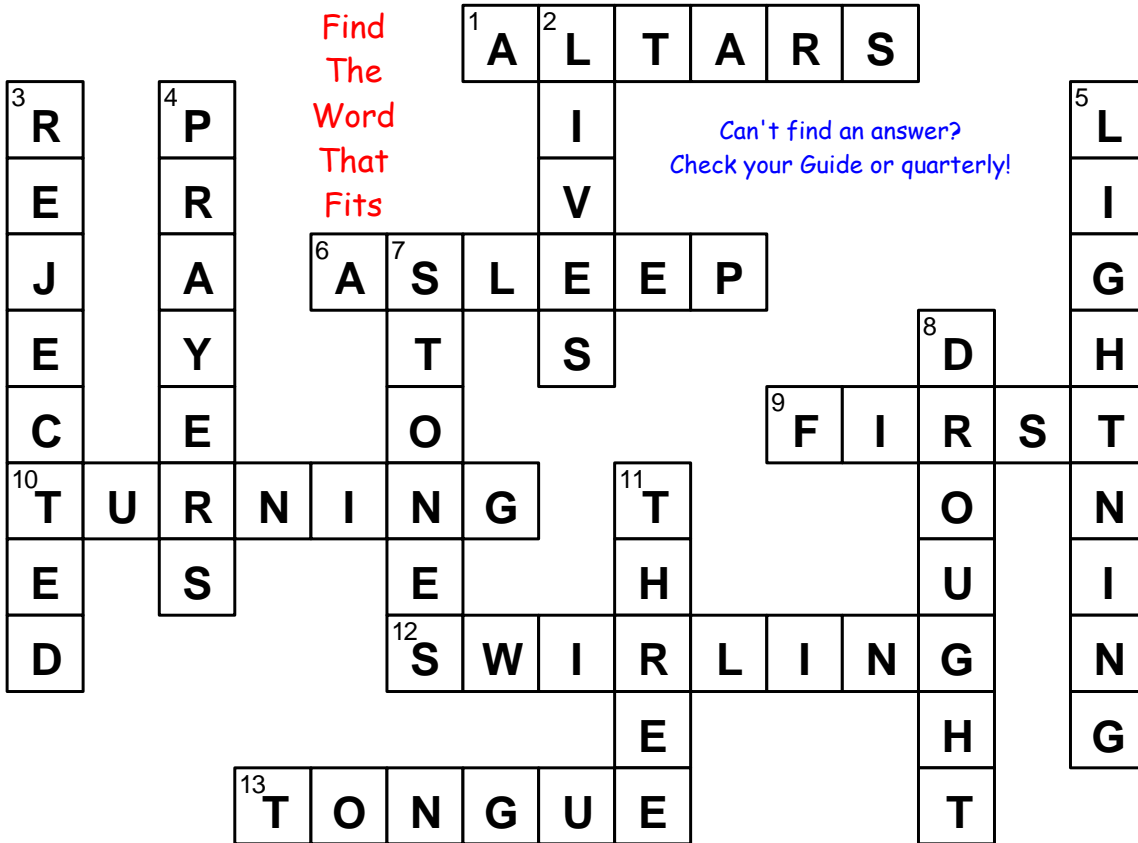 Find
The
Word
That
Fits
Can't find an answer?
Check your Guide or quarterly!
1 A 2 L T A R S
3 R 4 P I 5 L
E R V I
J A 6 A 7 S L E E P G
E Y T S 8 D H
C E O 9 F I R S T
10 T U R N I N G 11 T O N
E S E H U I
D 12 S W I R L I N G N
E H G
13 T O N G U E T